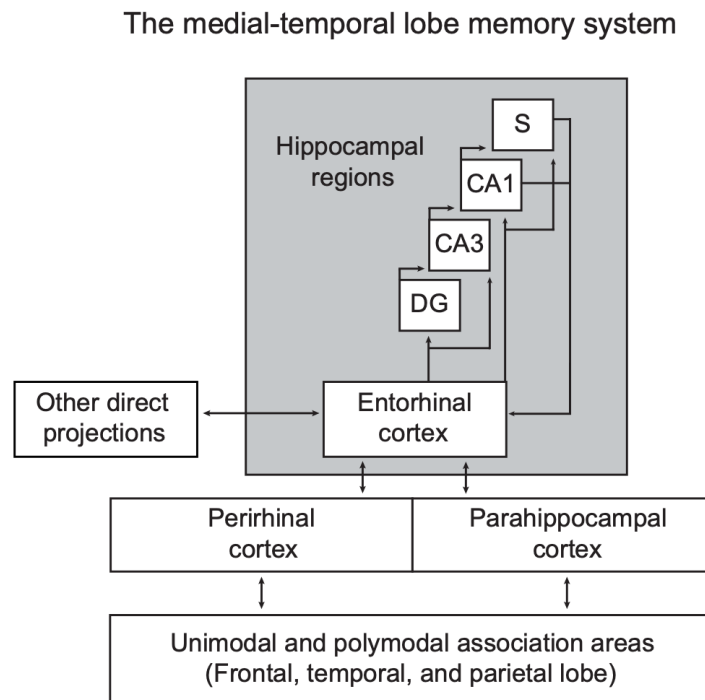 The medial-temporal lobe memory system
Hippocampal
regions
S
CA1
CA3
DG
Other direct
projections
Entorhinal
cortex
Perirhinal
cortex
Parahippocampal
cortex
Unimodal and polymodal association areas
(Frontal, temporal, and parietal lobe)